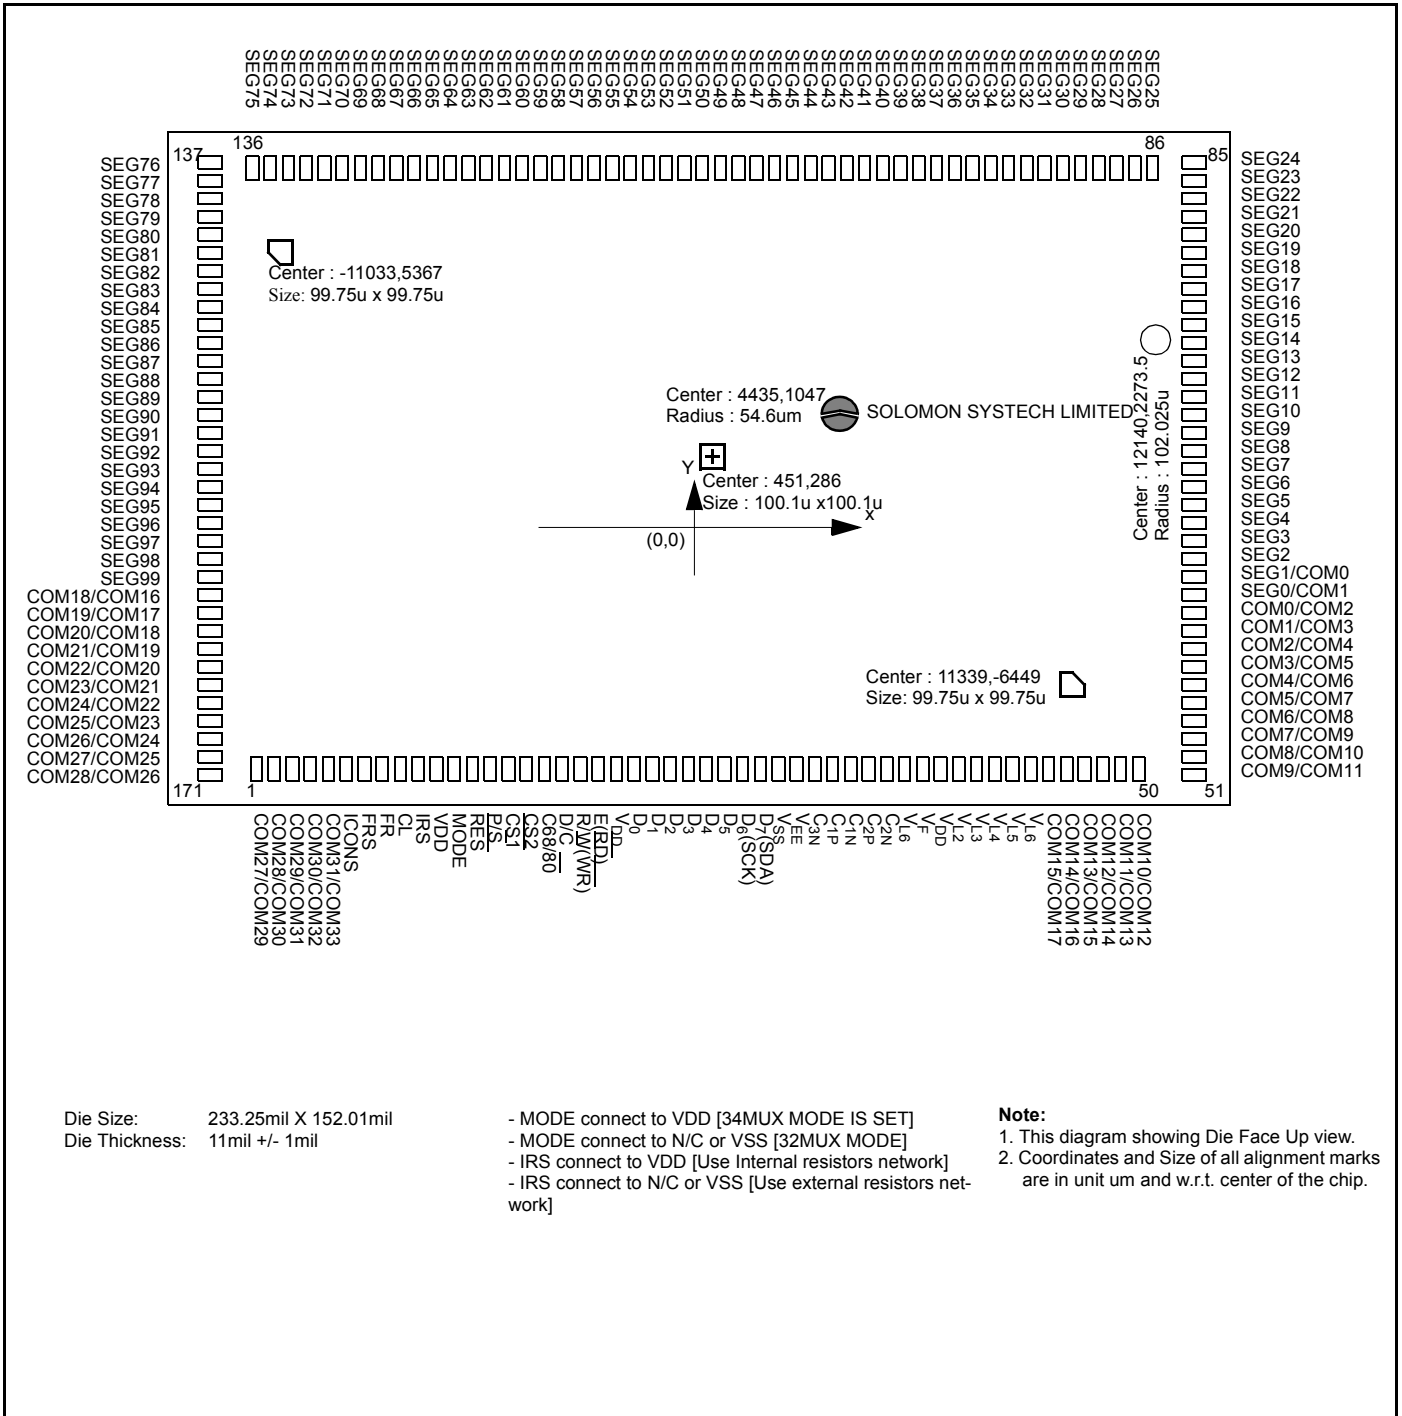 SEG75
SEG74
SEG73
SEG72
SEG71
SEG70
SEG69
SEG68
SEG67
SEG66
SEG65
SEG64
SEG63
SEG62
SEG61
SEG60
SEG59
SEG58
SEG57
SEG56
SEG55
SEG54
SEG53
SEG52
SEG51
SEG50
SEG49
SEG48
SEG47
SEG46
SEG45
SEG44
SEG43
SEG42
SEG41
SEG40
SEG39
SEG38
SEG37
SEG36
SEG35
SEG34
SEG33
SEG32
SEG31
SEG30
SEG29
SEG28
SEG27
SEG26
SEG25
137
136
86
85
SEG76
SEG77
SEG78
SEG79
SEG80
SEG81
SEG82
SEG83
SEG84
SEG85
SEG86
SEG87
SEG88
SEG89
SEG90
SEG91
SEG92
SEG93
SEG94
SEG95
SEG96
SEG97
SEG98
SEG99
COM18/COM16
COM19/COM17
COM20/COM18
COM21/COM19
COM22/COM20
COM23/COM21
COM24/COM22
COM25/COM23
COM26/COM24
COM27/COM25
COM28/COM26
Center : -11033,5367
Size: 99.75u x 99.75u
Center : 4435,1047
Radius : 54.6um
SOLOMON SYSTECH LIMITED
Y
Center : 451,286
Size : 100.1u x100.1u
x
(0,0)
Center : 12140,2273.5
Radius : 102.025u
Center : 11339,-6449
Size: 99.75u x 99.75u
SEG24
SEG23
SEG22
SEG21
SEG20
SEG19
SEG18
SEG17
SEG16
SEG15
SEG14
SEG13
SEG12
SEG11
SEG10
SEG9
SEG8
SEG7
SEG6
SEG5
SEG4
SEG3
SEG2
SEG1/COM0
SEG0/COM1
COM0/COM2
COM1/COM3
COM2/COM4
COM3/COM5
COM4/COM6
COM5/COM7
COM6/COM8
COM7/COM9
COM8/COM10
COM9/COM11
171
1
50
51
COM27/COM29
COM28/COM30
COM29/COM31
COM30/COM32
COM31/COM33
ICONS
FRS
FR
CL
IRS
VDD
MODE
RES
P/S
CS1
CS2
C68/80
D/C
R/W(WR)
E(RD)
VDD
D0
D1
D2
D3
D4
D5
D6(SCK)
D7(SDA)
VSS
VEE
C3N
C1P
C1N
C2P
C2N
VL6
VF
VDD
VL2
VL3
VL4
VL5
VL6
COM15/COM17
COM14/COM16
COM13/COM15
COM12/COM14
COM11/COM13
COM10/COM12
Die Size: 233.25mil X 152.01mil
Die Thickness: 11mil +/- 1mil
- MODE connect to VDD [34MUX MODE IS SET]
- MODE connect to N/C or VSS [32MUX MODE]
- IRS connect to VDD [Use Internal resistors network]
- IRS connect to N/C or VSS [Use external resistors net-
work]
Note:
1. This diagram showing Die Face Up view.
2. Coordinates and Size of all alignment marks
are in unit um and w.r.t. center of the chip.